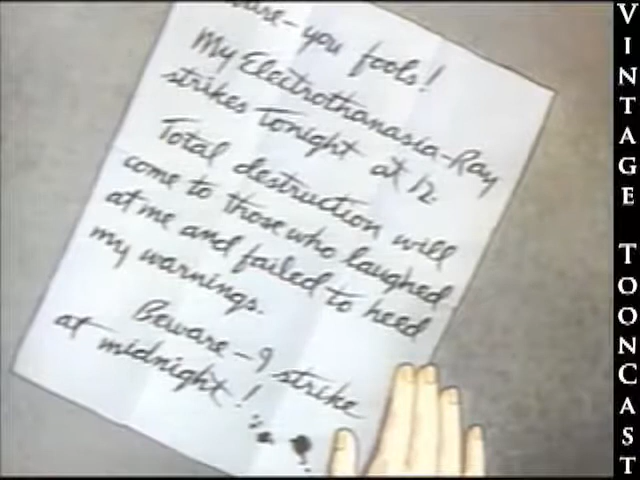 you fools!
My Electrothanasia-Ray
strikes Tonight at 12.
Total destruction will
come to those who laughed
at me and failed to heed
my warnings.
Beware- I strike
at midnight!
VINTAGE TOONCAST